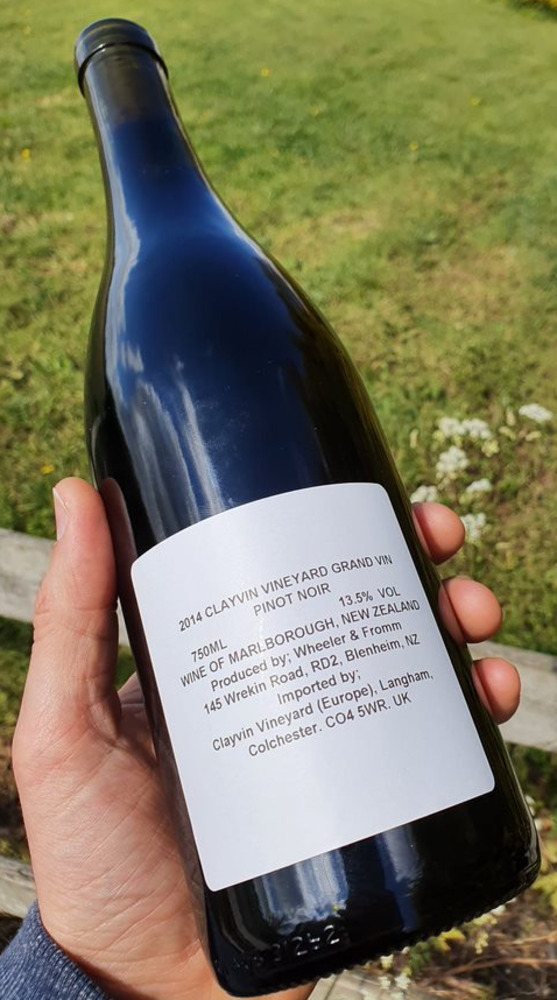 2014 CLAYVIN VINEYARD GRAND VIN
PINOT NOIR
750ML 13.5% VOL
WINE OF MARLBOROUGH, NEW ZEALAND
Produced by; Wheeler & Fromm
145 Wrekin Road, RD2, Blenheim, NZ
Imported by;
Clayvin Vineyard (Europe), Langham,
Colchester. CO4 5WR. UK